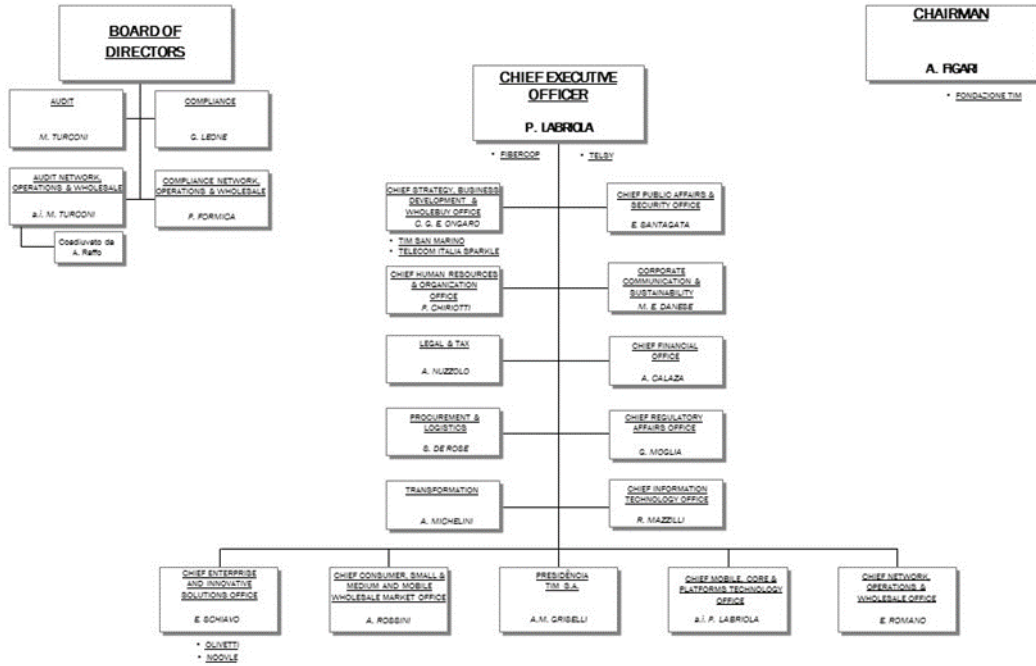 BOARD OF
DIRECTORS
AUDIT
M. TURCONI
COMPLIANCE
G. LEONE
AUDIT NETWORK,
OPERATIONS & WHOLESALE
a.i. M. TURCONI
COMPLIANCE NETWORK,
OPERATIONS & WHOLESALE
F. FORMICA
Coadiuvato da
A. Raffo
CHAIRMAN
A. FIGARI
• FONDAZIONE TIM
CHIEF EXECUTIVE
OFFICER
P. LABRIOLA
• FIBERCOP
• TELSY
CHIEF STRATEGY, BUSINESS
DEVELOPMENT &
WHOLEBUY OFFICE
C. G. E. ONGARO
• TIM SAN MARINO
• TELECOM ITALIA SPARKLE
CHIEF PUBLIC AFFAIRS &
SECURITY OFFICE
E. SANTAGATA
CHIEF HUMAN RESOURCES
& ORGANIZATION
OFFICE
P. CHIRIOTTI
CORPORATE
COMMUNICATION &
SUSTAINABILITY
M. E. DANESE
LEGAL & TAX
A. NUZZOLO
CHIEF FINANCIAL
OFFICE
A. CALAZA
PROCUREMENT &
LOGISTICS
S. DE ROSE
CHIEF REGULATORY
AFFAIRS OFFICE
G. MOGLIA
TRANSFORMATION
A. MICHELINI
CHIEF INFORMATION
TECHNOLOGY OFFICE
R. MAZZILLI
CHIEF ENTERPRISE
AND INNOVATIVE
SOLUTIONS OFFICE
E. SCHIAVO
• OLIVETTI
• NOOVLE
CHIEF CONSUMER, SMALL &
MEDIUM AND MOBILE
WHOLESALE MARKET OFFICE
A. ROSSINI
PRESIDÊNCIA
TIM S.A.
A.M. GRISELLI
CHIEF MOBILE, CORE &
PLATFORMS TECHNOLOGY
OFFICE
a.i. P. LABRIOLA
CHIEF NETWORK,
OPERATIONS &
WHOLESALE OFFICE
E. ROMANO